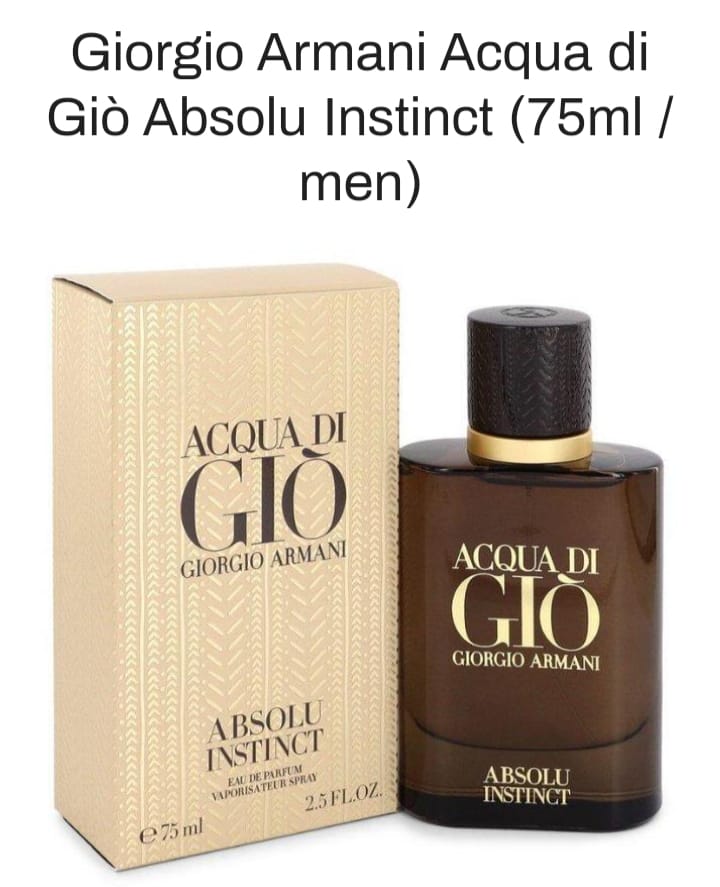 Giorgio Armani Acqua di
Giò Absolu Instinct (75ml /
men)
ACQUA DI
GIÒ
GIORGIO ARMANI
ABSOLU
INSTINCT
EAU DE PARFUM
VAPORISATEUR SPRAY
e 75 ml
2.5 FL.OZ.
ACQUA DI
GIÒ
GIORGIO ARMANI
ABSOLU
INSTINCT